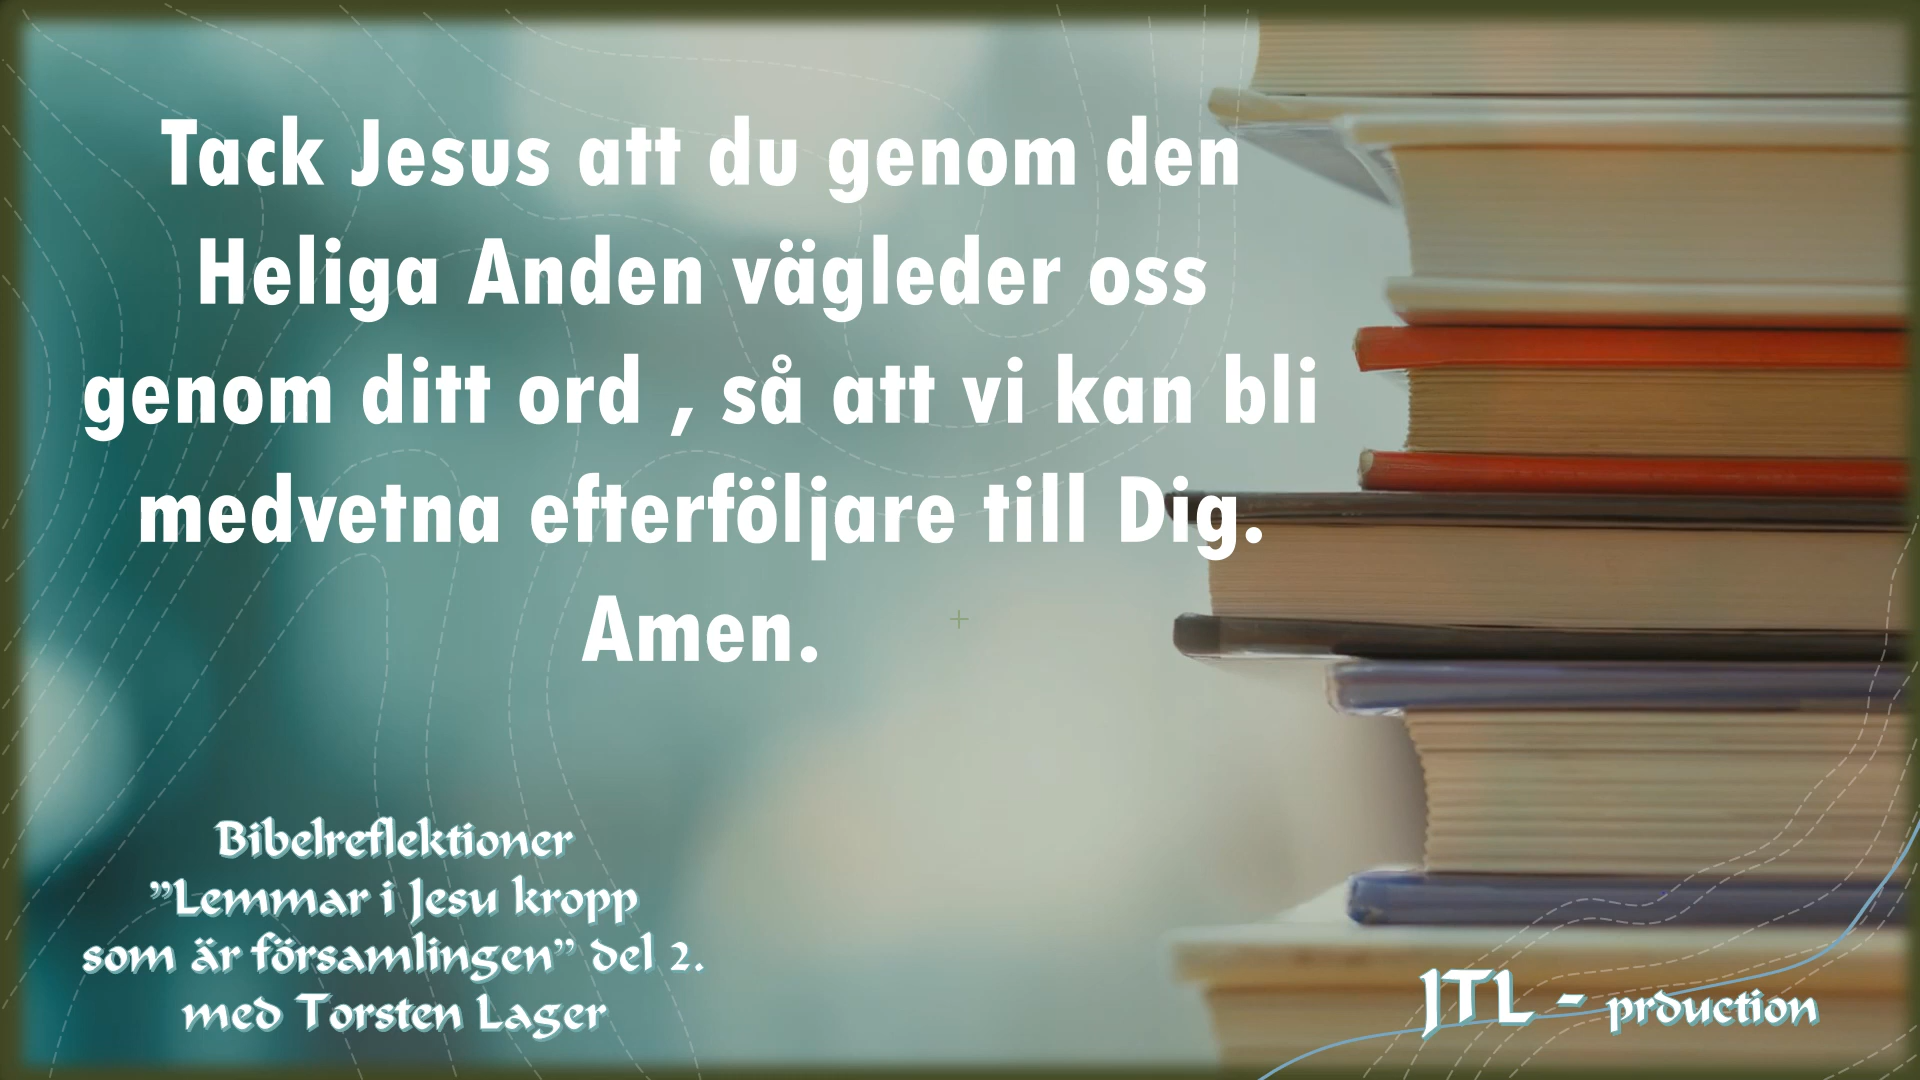 Tack Jesus att du genom den
Heliga Anden vägleder oss
genom ditt ord , så att vi kan bli
medvetna efterföljare till Dig.
Amen.
Bibelreflektioner
”Lemmar i Jesu kropp
som är församlingen” del 2.
med Torsten Lager
JTL - prduction